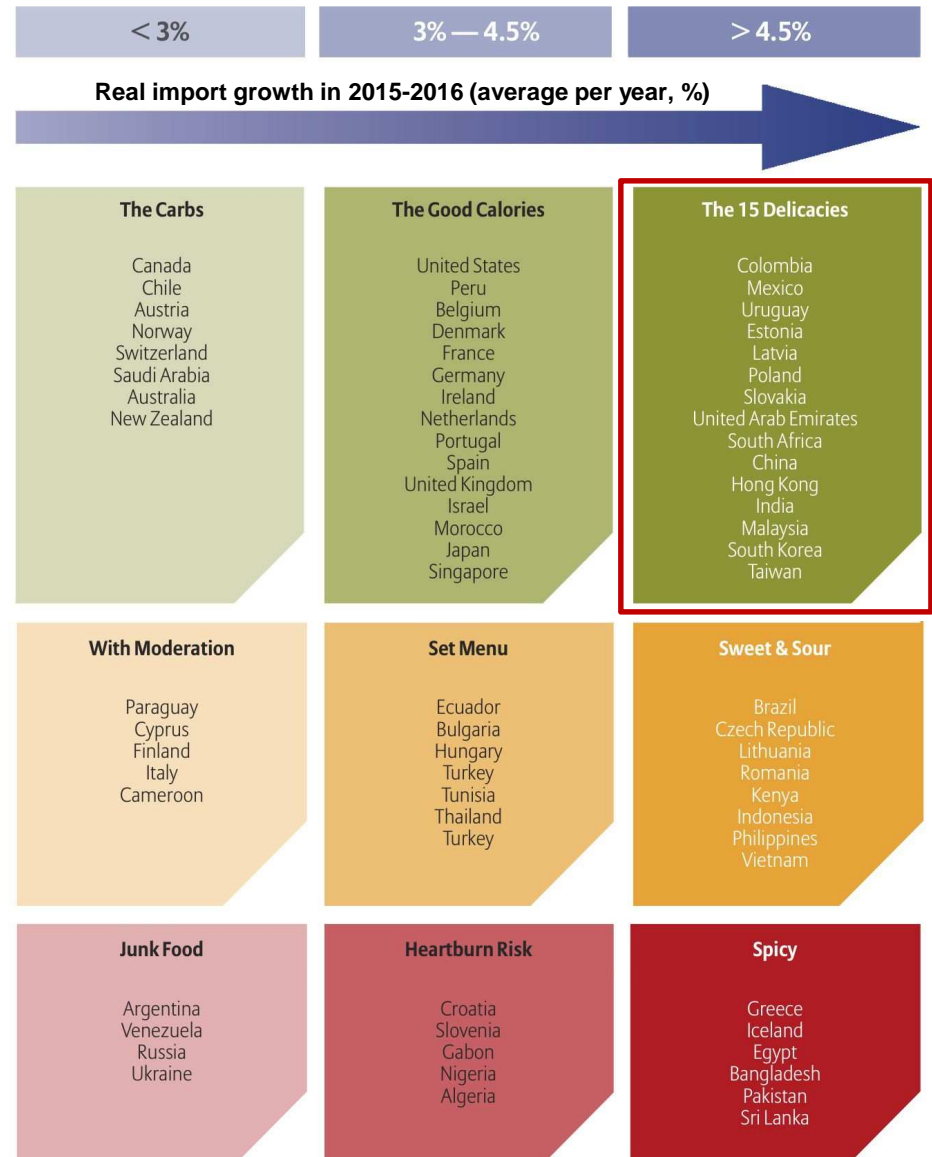 < 3%
3% — 4.5%
> 4.5%
Real import growth in 2015-2016 (average per year, %)
The Carbs
Canada
Chile
Austria
Norway
Switzerland
Saudi Arabia
Australia
New Zealand
The Good Calories
United States
Peru
Belgium
Denmark
France
Germany
Ireland
Netherlands
Portugal
Spain
United Kingdom
Israel
Morocco
Japan
Singapore
The 15 Delicacies
Colombia
Mexico
Uruguay
Estonia
Latvia
Poland
Slovakia
United Arab Emirates
South Africa
China
Hong Kong
India
Malaysia
South Korea
Taiwan
With Moderation
Paraguay
Cyprus
Finland
Italy
Cameroon
Set Menu
Ecuador
Bulgaria
Hungary
Turkey
Tunisia
Thailand
Turkey
Sweet & Sour
Brazil
Czech Republic
Lithuania
Romania
Kenya
Indonesia
Philippines
Vietnam
Junk Food
Argentina
Venezuela
Russia
Ukraine
Heartburn Risk
Croatia
Slovenia
Gabon
Nigeria
Algeria
Spicy
Greece
Iceland
Egypt
Bangladesh
Pakistan
Sri Lanka